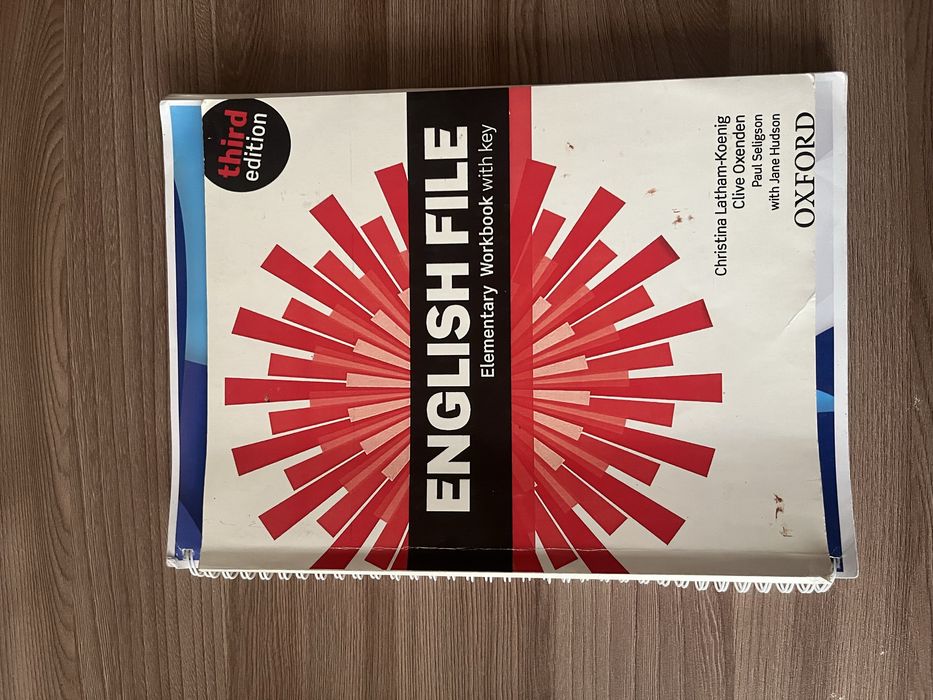 third
edition
ENGLISH FILE
Elementary Workbook with key
Christina Latham-Koenig
Clive Oxenden
Paul Seligson
with Jane Hudson
OXFORD